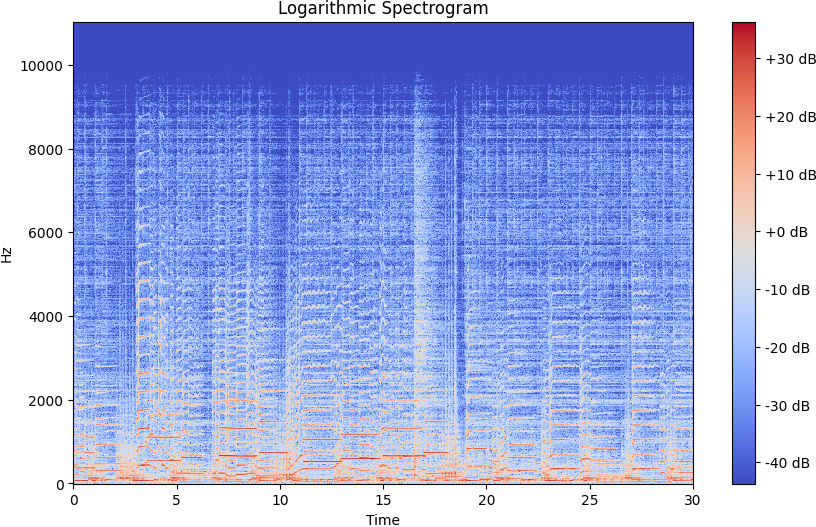 Logarithmic Spectrogram
Hz
10000
8000
6000
4000
2000
0
0 5 10 15 20 25 30
Time
+30 dB
+20 dB
+10 dB
+0 dB
-10 dB
-20 dB
-30 dB
-40 dB